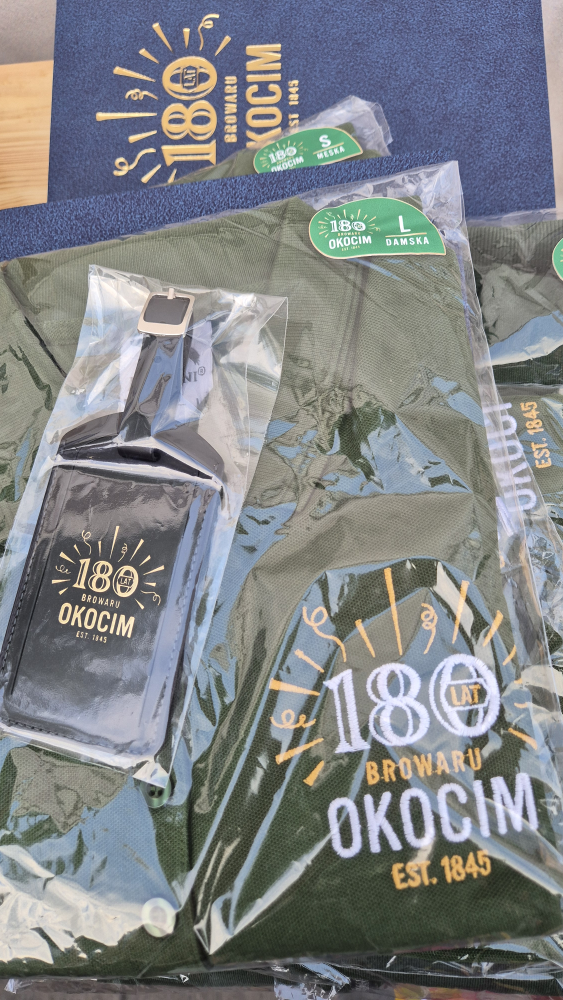 180
LAT
BROWARU
OKOCIM
EST 1845
180
OKOCIM
S
MĘSKA
180
BROWARU
OKOCIM
EST 1845
L
DAMSKA
EST. 1845
180
LAT
BROWARU
OKOCIM
EST 1845
180
LAT
BROWARU
OKOCIM
EST. 1845